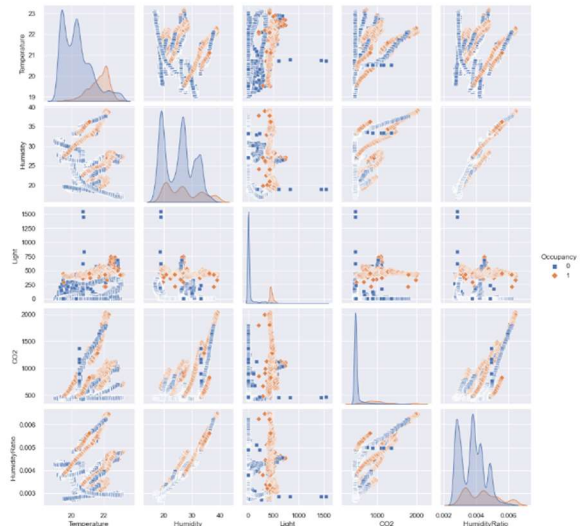 23
22
21
20
19
Temperature
40
35
30
25
20
Humidity
1500
1250
1000
750
500
250
0
Light
Occupancy
0
1
2000
1500
1000
500
CO2
0.006
0.005
0.004
0.003
HumidityRatio
20 22
Temperature
20 30 40
Humidity
0 500 1000 1500
Light
1000 2000
CO2
0.002 0.004 0.006
HumidityRatio